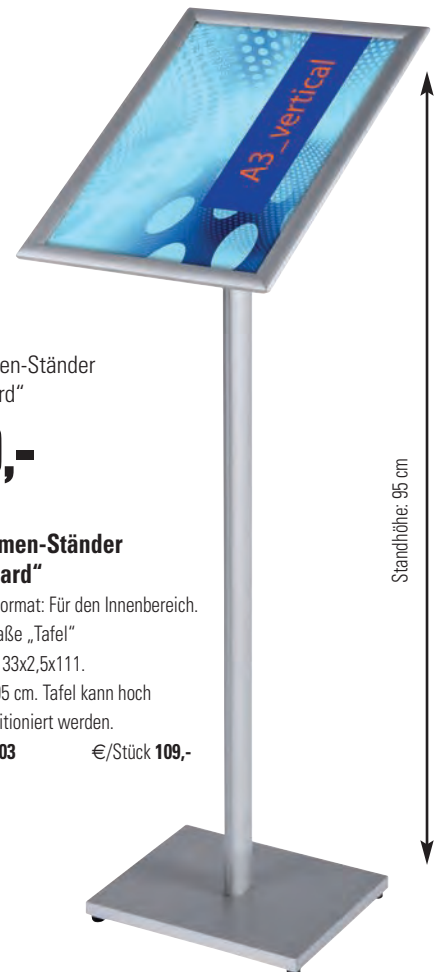 A3_vertical
en-Ständer
rd“
,-
men-Ständer
ard“
ormat: Für den Innenbereich.
aße „Tafel“
33x2,5x111.
95 cm. Tafel kann hoch
itioniert werden.
03 €/Stück 109,-
Standhöhe: 95 cm